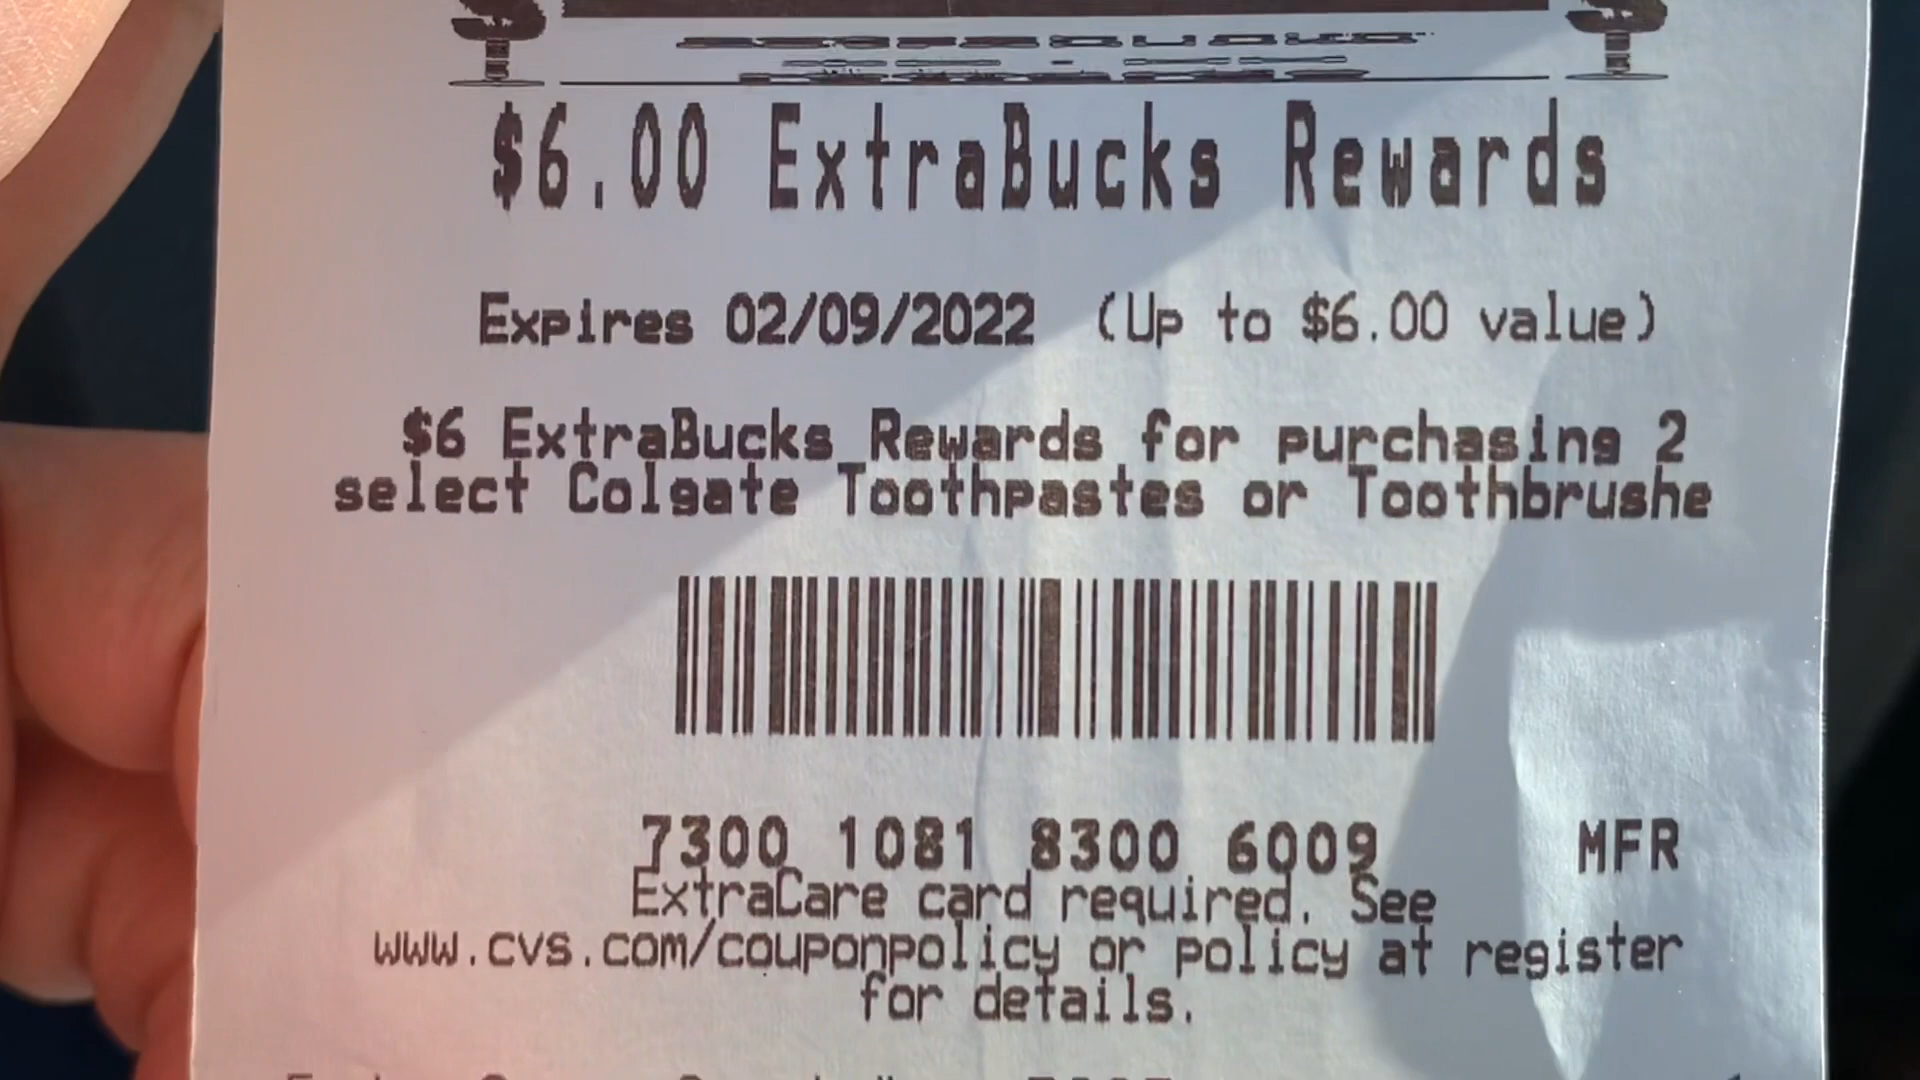 $6.00 ExtraBucks Rewards
Expires 02/09/2022 (Up to $6.00 value)
$6 ExtraBucks Rewards for purchasing 2
select Colgate Toothpastes or Toothbrushe
7300 1081 8300 6009 MFR
ExtraCare card required. See
www.cvs.com/couponpolicy or policy at register
for details.